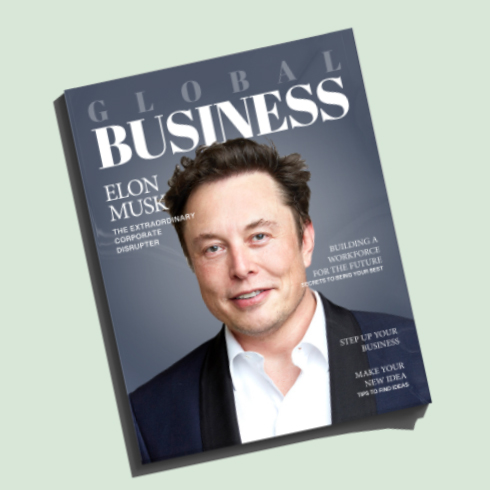 GLOBAL
BUSINESS
ELON
MUSK
THE EXTRAORDINARY
CORPORATE
DISRUPTER
BUILDING A
WORKFORCE
FOR THE FUTURE
SECRETS TO BEING YOUR BEST
STEP UP YOUR
BUSINESS
MAKE YOUR
NEW IDEA
TIPS TO FIND IDEAS